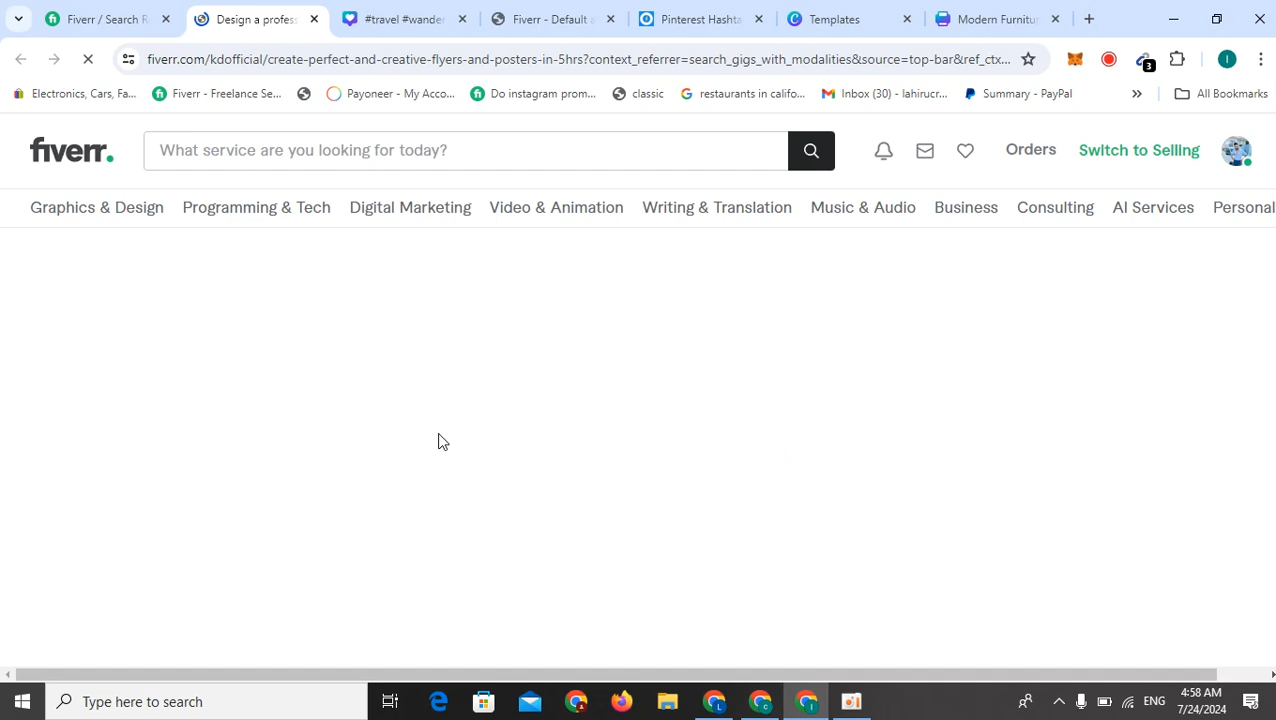 Fiverr / Search R
Design a profes
#travel #wande
Fiverr - Default a
Pinterest Hashta
Templates
Modern Furnitur
fiverr.com/kdofficial/create-perfect-and-creative-flyers-and-posters-in-5hrs?context_referrer=search_gigs_with_modalities&source=top-bar&ref_ctx...
3
I
Electronics, Cars, Fa...
Fiverr - Freelance Se...
Payoneer - My Acco...
Do instagram prom...
classic
restaurants in califo...
Inbox (30) - lahirucr...
Summary - PayPal
»
All Bookmarks
fiverr.
What service are you looking for today?
Orders
Switch to Selling
Graphics & Design
Programming & Tech
Digital Marketing
Video & Animation
Writing & Translation
Music & Audio
Business
Consulting
AI Services
Personal
Type here to search
ENG
4:58 AM
7/24/2024